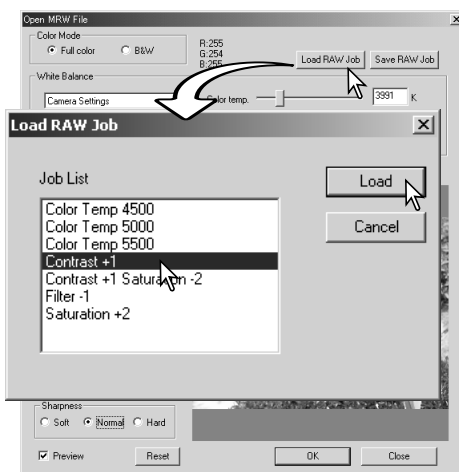 Open MRW File
Color Mode
Full color B&W
R:255
G:254
B:255
Load RAW Job Save RAW Job
White Balance
Camera Settings
Color temp. 3991 K
Load RAW Job
Job List
Load
Cancel
Color Temp 4500
Color Temp 5000
Color Temp 5500
Contrast +1
Contrast +1 Saturation -2
Filter -1
Saturation +2
Sharpness
Soft Normal Hard
Preview Reset OK Close